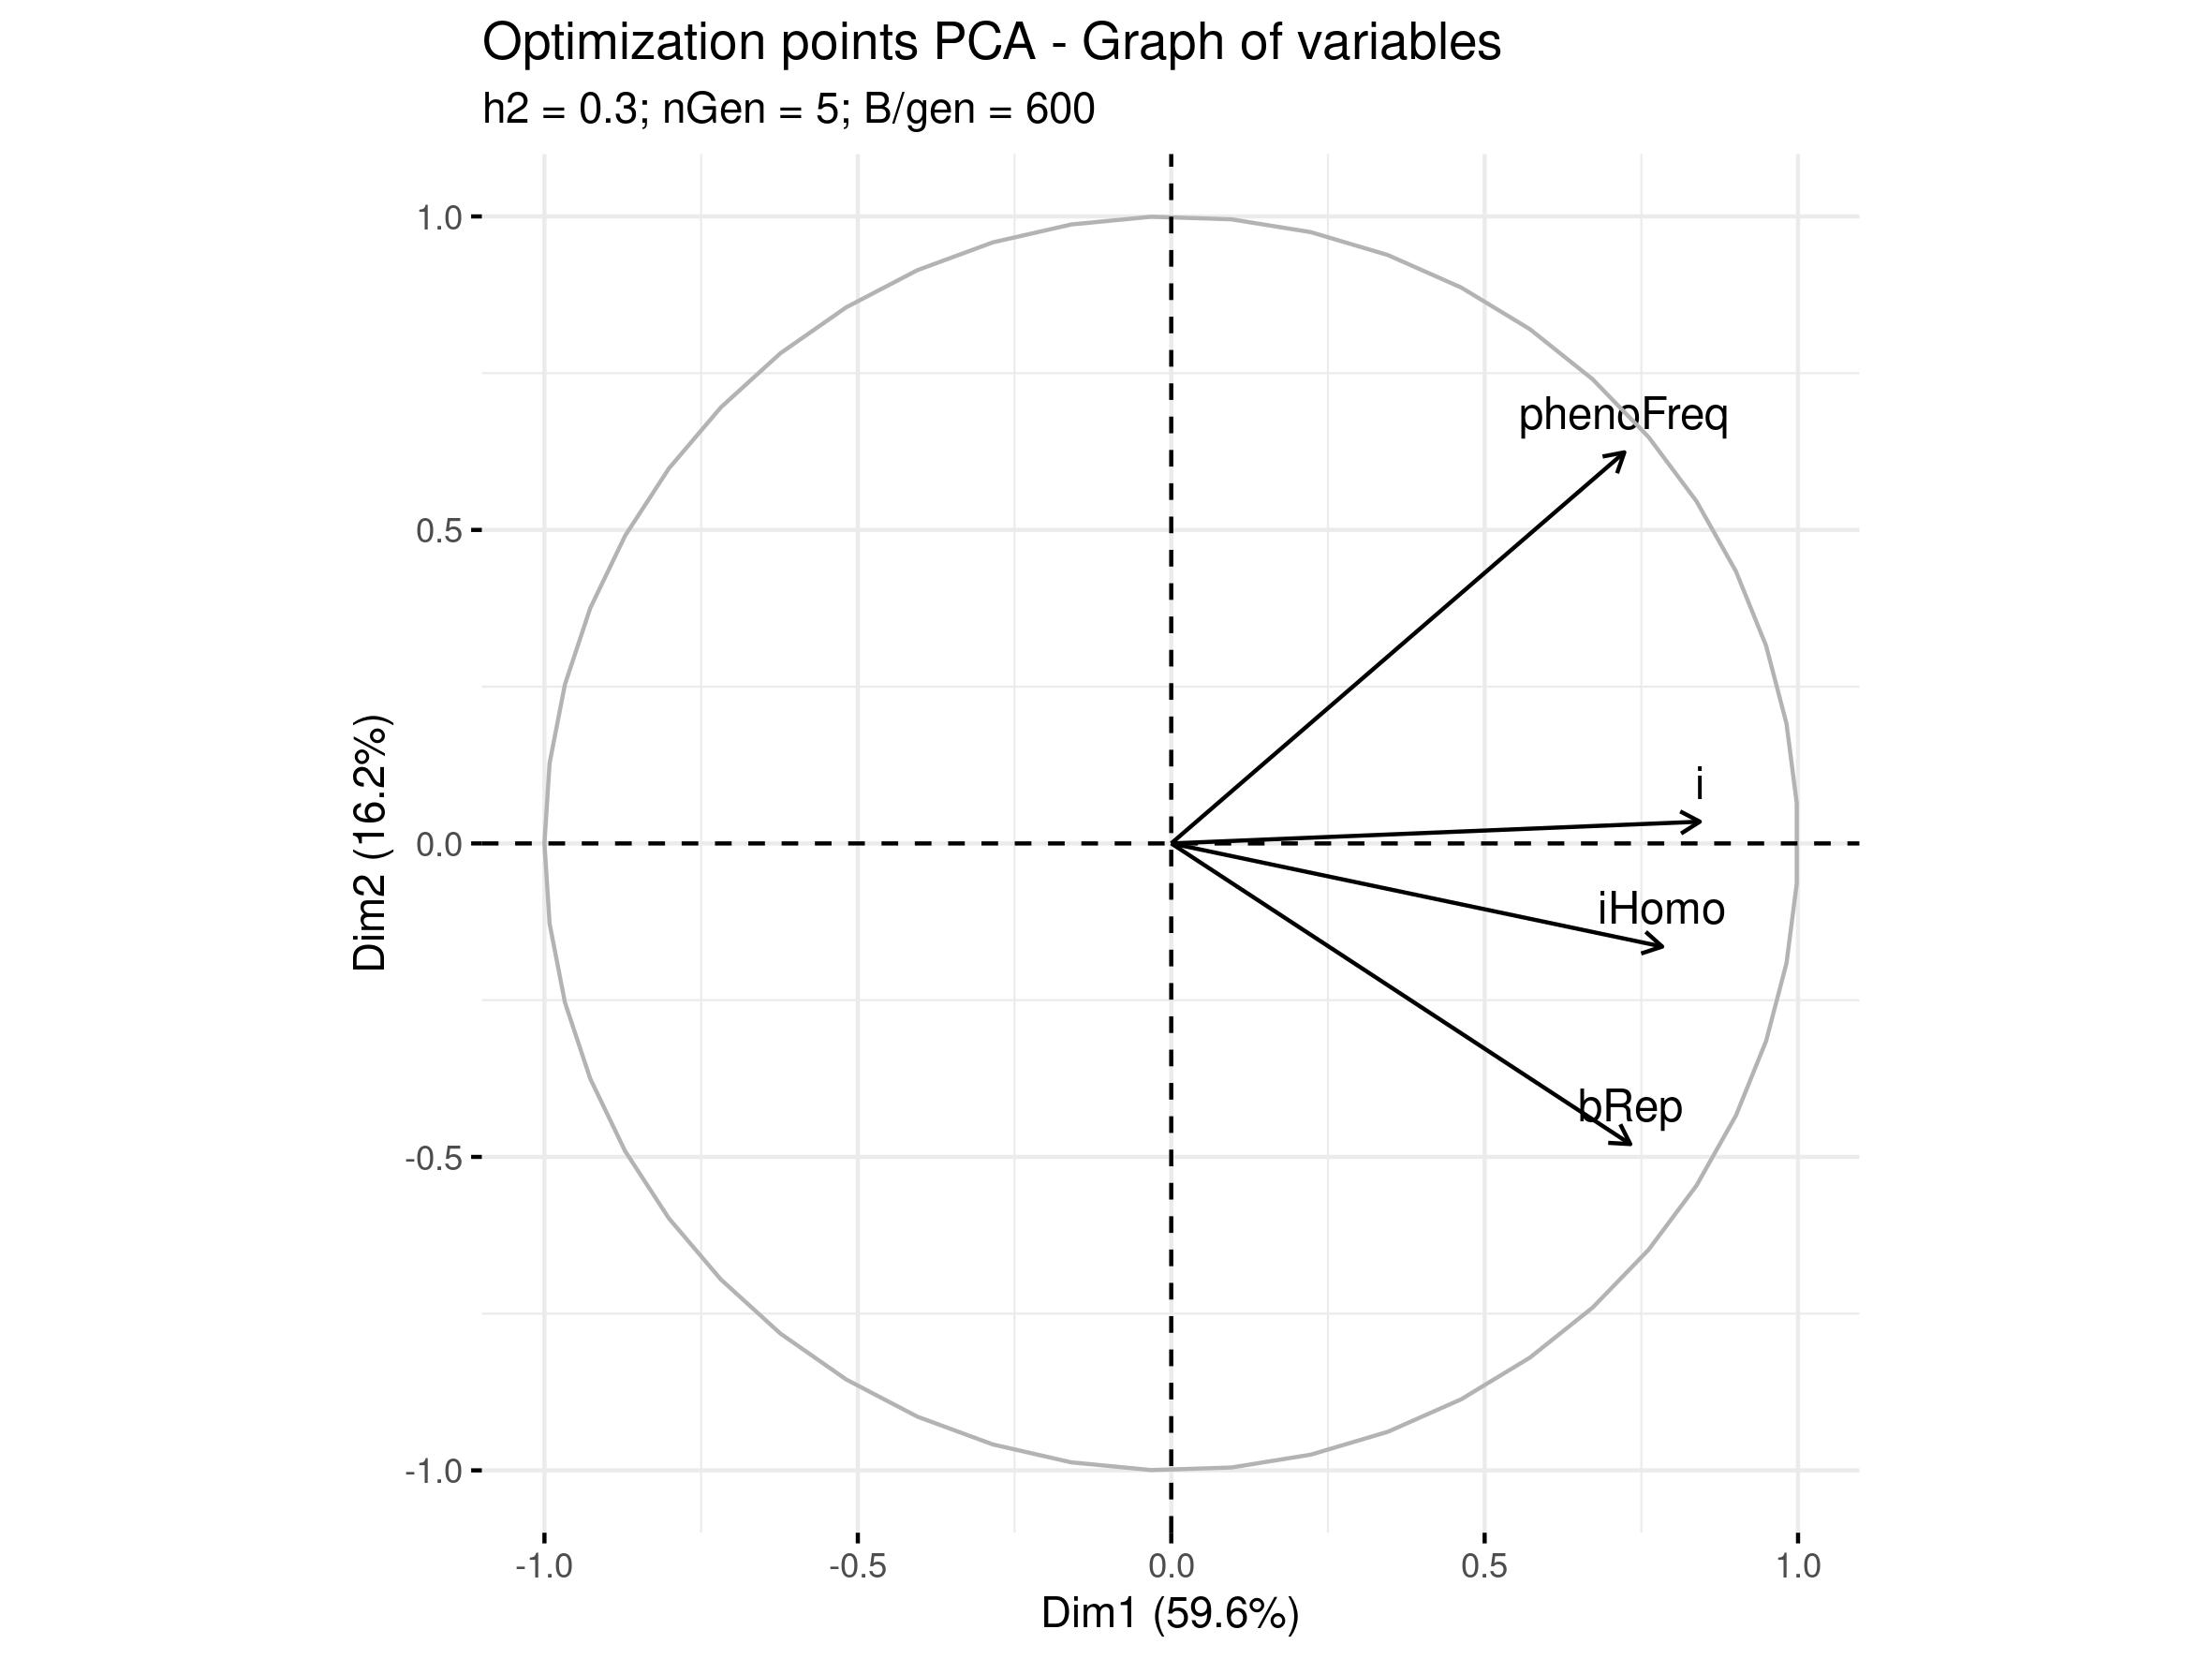 Optimization points PCA - Graph of variables
h2 = 0.3; nGen = 5; B/gen = 600
1.0
0.5
0.0
-0.5
-1.0
Dim2 (16.2%)
phenoFreq
i
iHomo
bRep
-1.0
-0.5
0.0
0.5
1.0
Dim1 (59.6%)